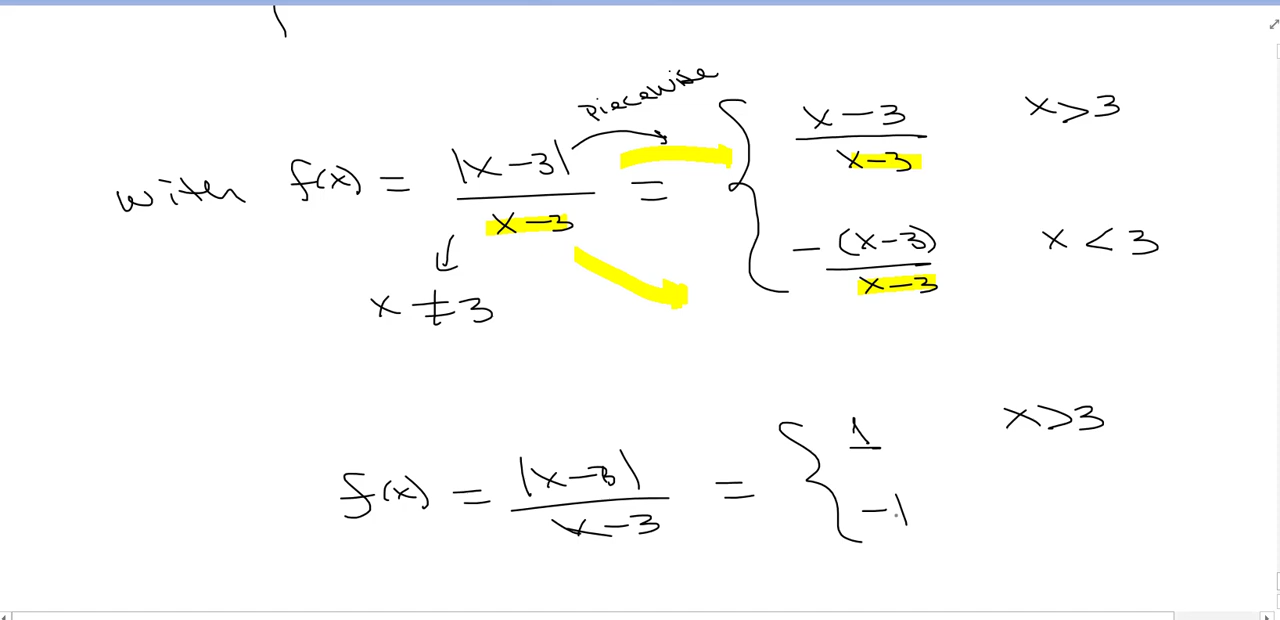 piecewise
with f(x) = |x-3| / x-3 = { x-3 / x-3   x>3
-(x-3) / x-3   x < 3
x ≠ 3
f(x) = |x-3| / x-3 = { 1   x>3
-1